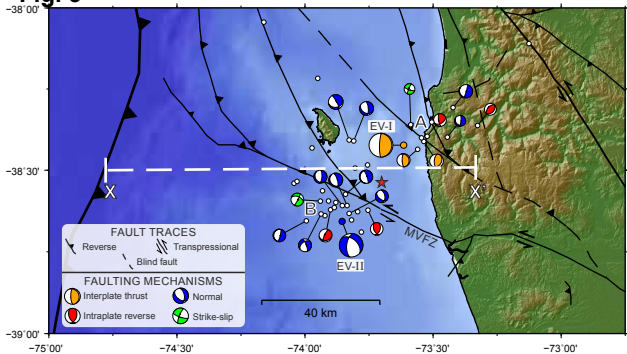 −38°00'
EV-I
A
−38°30'
X
X'
B
MVFZ
EV-II
FAULT TRACES
Reverse
Transpressional
Blind fault
FAULTING MECHANISMS
Interplate thrust
Normal
Intraplate reverse
Strike-slip
40 km
−39°00'
−75°00'
−74°30'
−74°00'
−73°30'
−73°00'